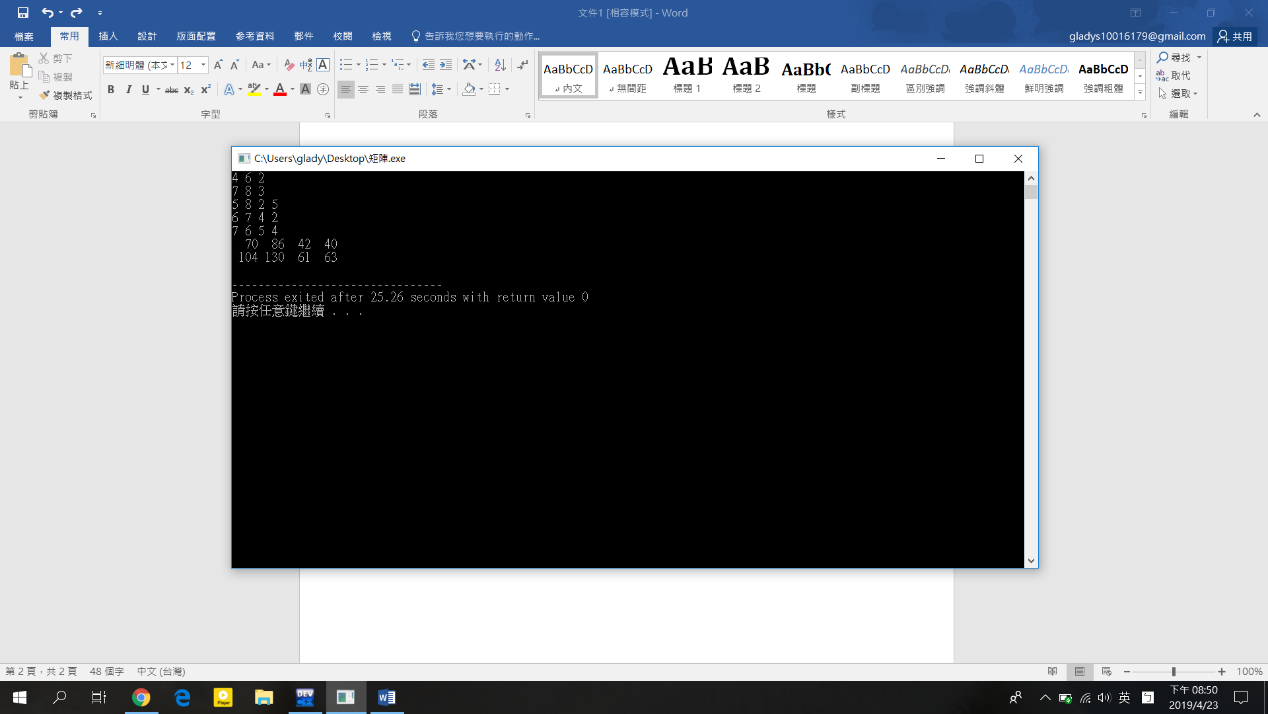 文件1 [相容模式] - Word
檔案 常用 插入 設計 版面配置 參考資料 郵件 校閱 檢視 告訴我您想要執行的動作... gladys10016179@gmail.com 共用
貼上
剪下
複製
複製格式
剪貼簿
新細明體 (本文 12
字型
段落
AaBbCcD AaBbCcD AaB AaB AaBb( AaBbCcD AaBbCcD AaBbCcD AaBbCcD AaBbCcD
內文 無間距 標題 1 標題 2 標題 副標題 區別強調 強調斜體 鮮明強調 強調粗體
樣式
尋找
取代
選取
編輯
C:\Users\glady\Desktop\矩陣.exe
4 6 2
7 8 3
5 8 2 5
6 7 4 2
7 6 5 4
70 86 42 40
104 130 61 63
--------------------------------
Process exited after 25.26 seconds with return value 0
請按任意鍵繼續 . . .
第 2 頁，共 2 頁 48 個字 中文 (台灣) 100%
英 下午 08:50
2019/4/23